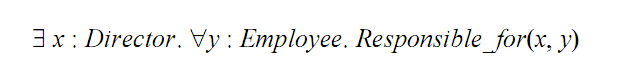 ∃ x : Director. ∀y : Employee. Responsible_for(x, y)